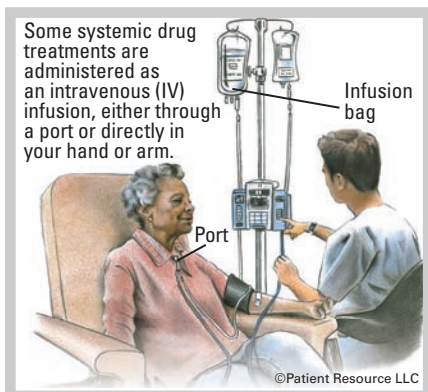 Some systemic drug
treatments are
administered as
an intravenous (IV)
infusion, either through
a port or directly in
your hand or arm.
Infusion
bag
Port
©Patient Resource LLC